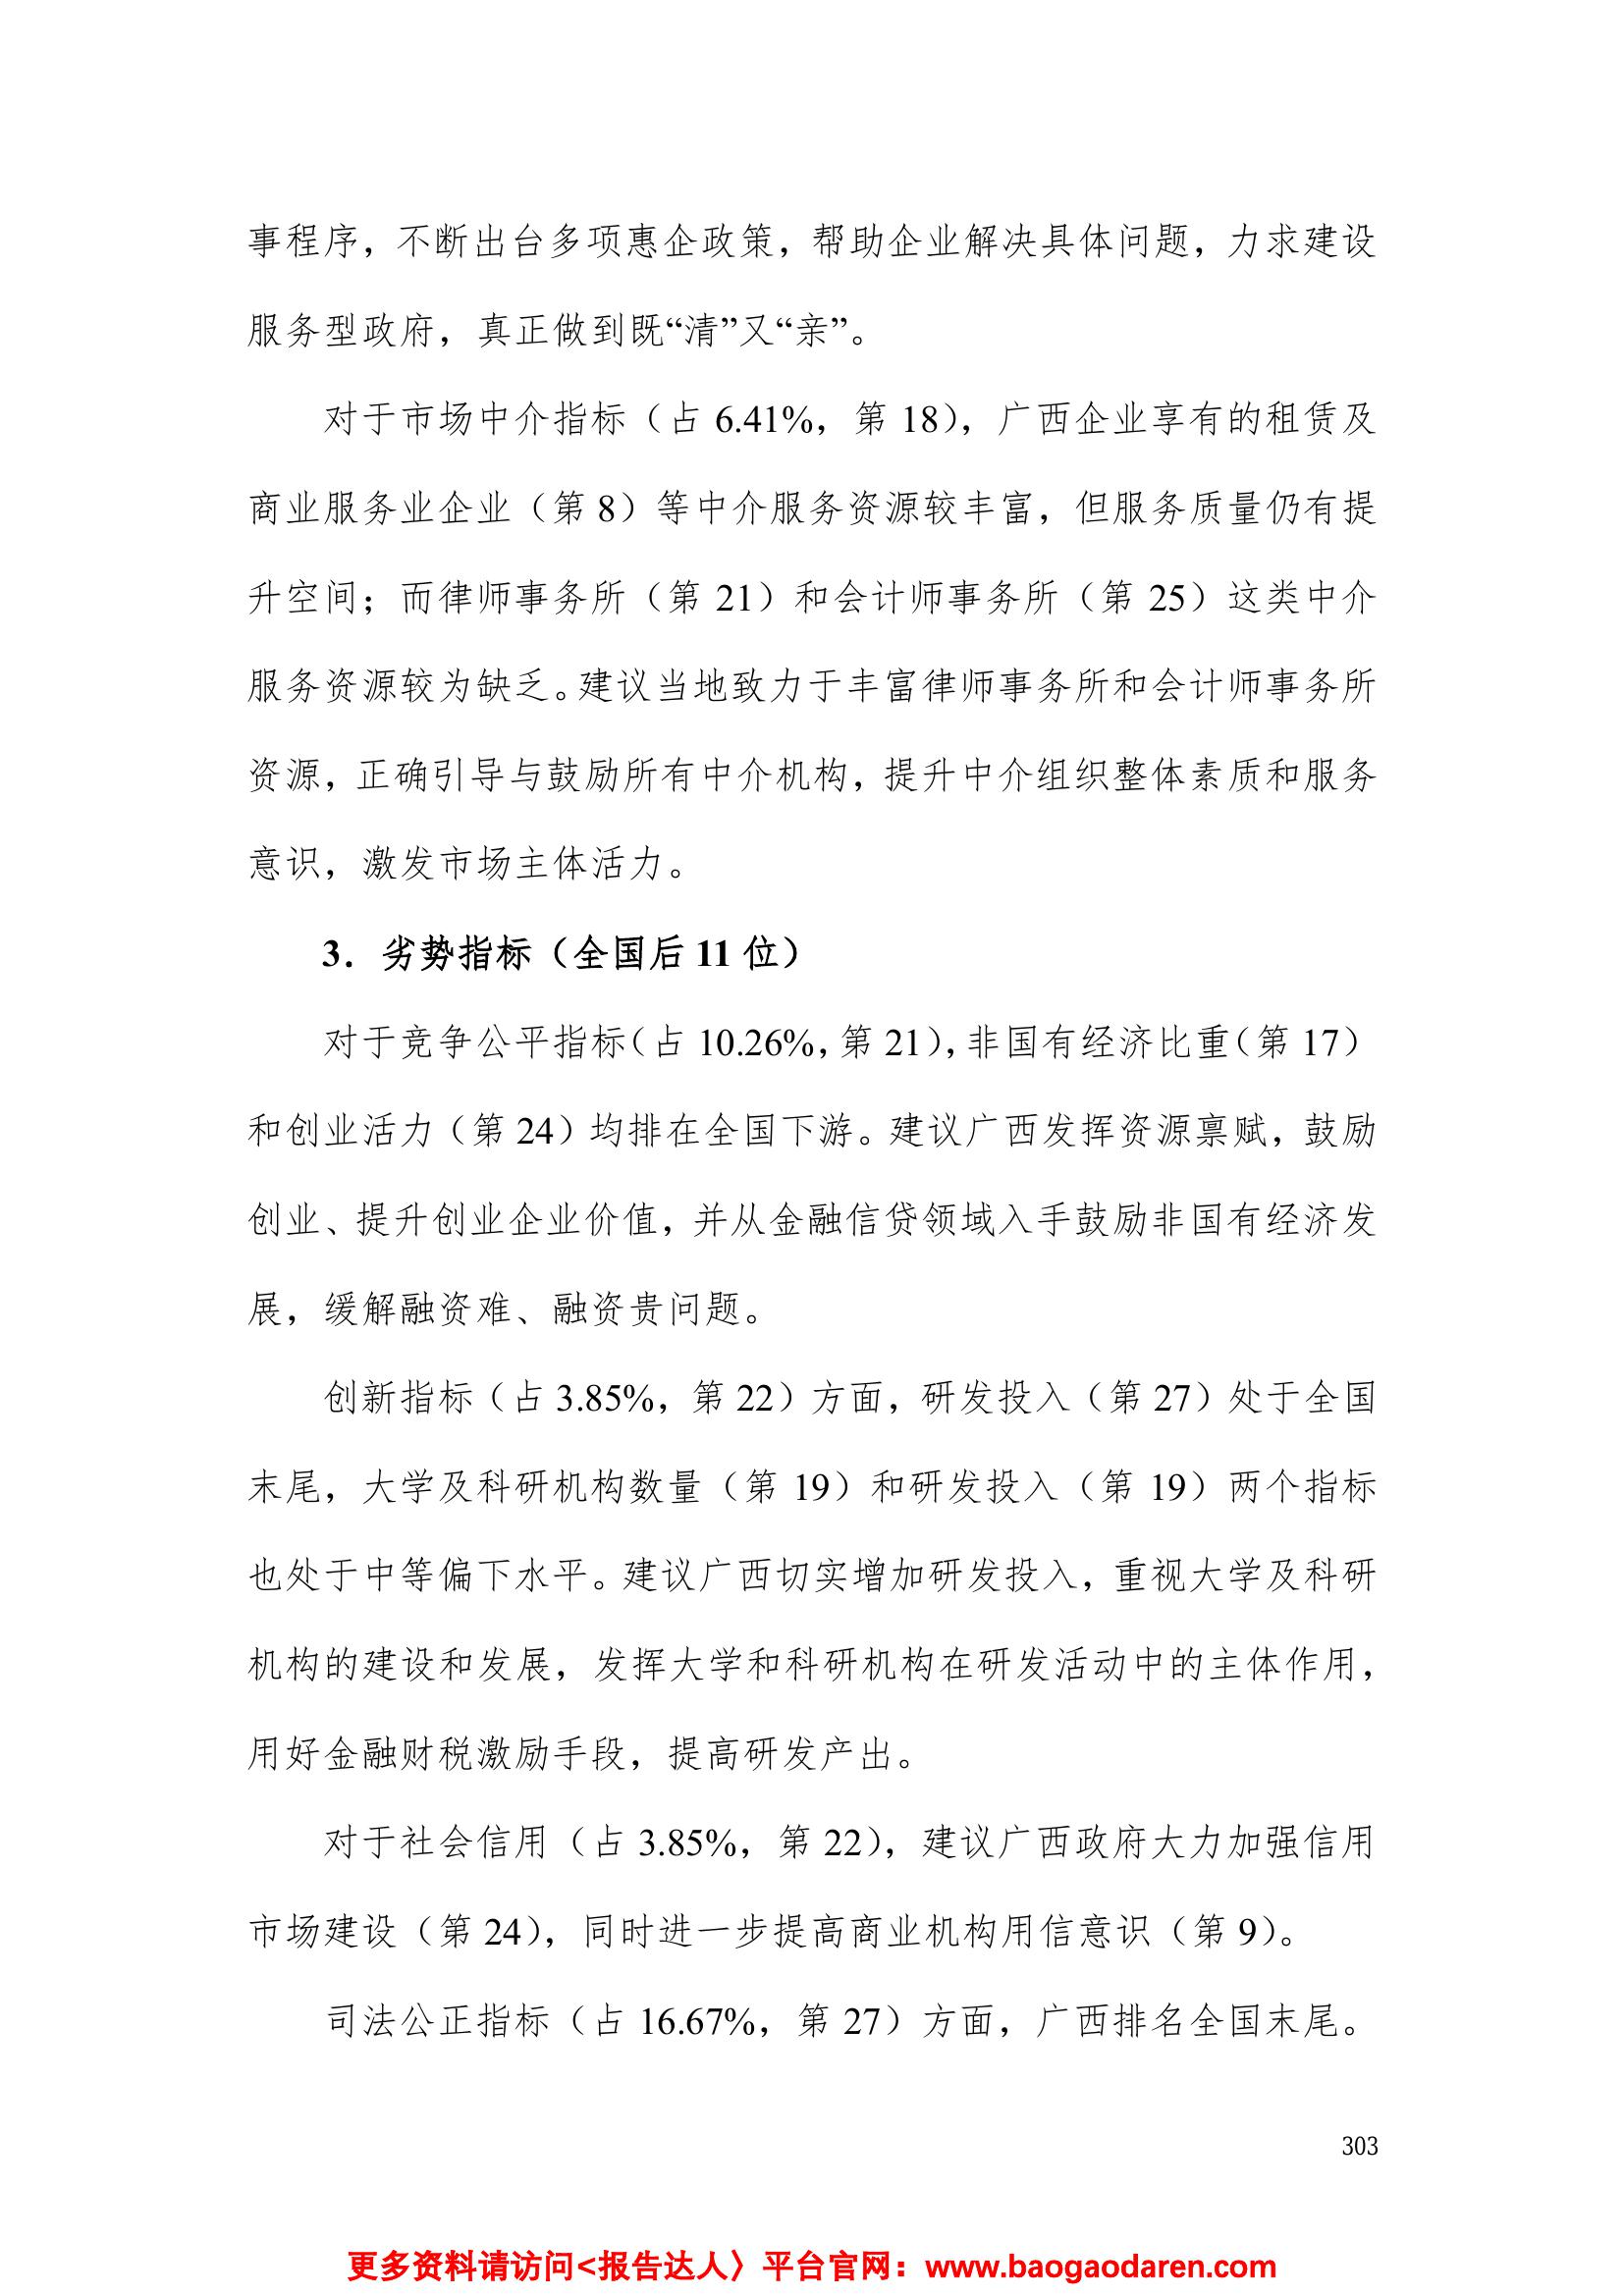 事程序，不断出台多项惠企政策，帮助企业解决具体问题，力求建设
服务型政府，真正做到既“清”又“亲”。
对于市场中介指标（占 6.41%，第 18），广西企业享有的租赁及
商业服务业企业（第 8）等中介服务资源较丰富，但服务质量仍有提
升空间；而律师事务所（第 21）和会计师事务所（第 25）这类中介
服务资源较为缺乏。建议当地致力于丰富律师事务所和会计师事务所
资源，正确引导与鼓励所有中介机构，提升中介组织整体素质和服务
意识，激发市场主体活力。
3．劣势指标（全国后 11 位）
对于竞争公平指标（占 10.26%，第 21），非国有经济比重（第 17）
和创业活力（第 24）均排在全国下游。建议广西发挥资源禀赋，鼓励
创业、提升创业企业价值，并从金融信贷领域入手鼓励非国有经济发
展，缓解融资难、融资贵问题。
创新指标（占 3.85%，第 22）方面，研发投入（第 27）处于全国
末尾，大学及科研机构数量（第 19）和研发投入（第 19）两个指标
也处于中等偏下水平。建议广西切实增加研发投入，重视大学及科研
机构的建设和发展，发挥大学和科研机构在研发活动中的主体作用，
用好金融财税激励手段，提高研发产出。
对于社会信用（占 3.85%，第 22），建议广西政府大力加强信用
市场建设（第 24），同时进一步提高商业机构用信意识（第 9）。
司法公正指标（占 16.67%，第 27）方面，广西排名全国末尾。
303
更多资料请访问<报告达人〉平台官网：www.baogaodaren.com